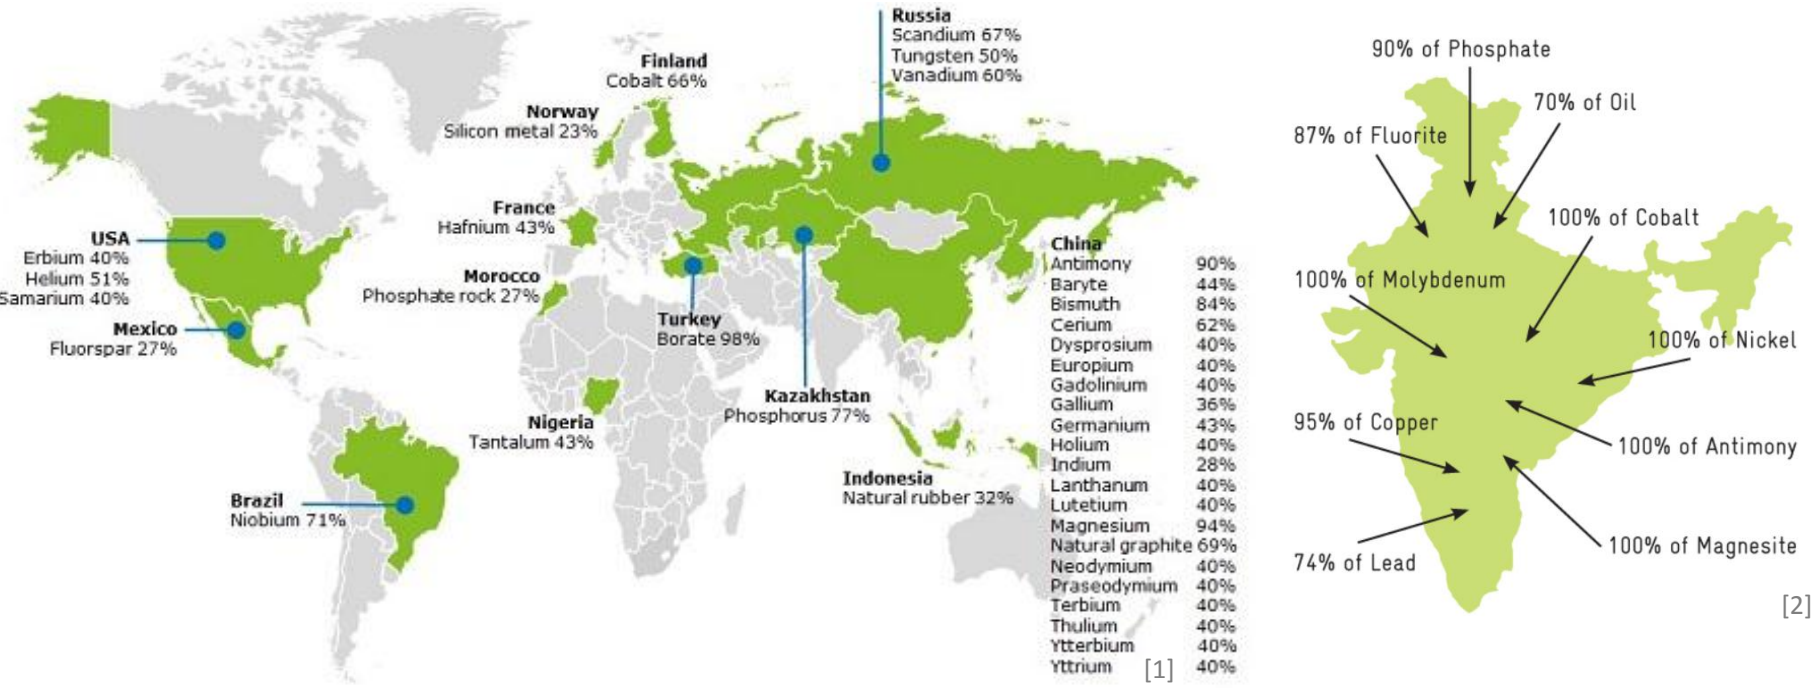 Russia
Scandium 67%
Tungsten 50%
Vanadium 60%
Finland
Cobalt 66%
Norway
Silicon metal 23%
France
Hafnium 43%
USA
Erbium 40%
Helium 51%
Samarium 40%
Morocco
Phosphate rock 27%
Mexico
Fluorspar 27%
Turkey
Borate 98%
Kazakhstan
Phosphorus 77%
Nigeria
Tantalum 43%
Indonesia
Natural rubber 32%
Brazil
Niobium 71%
China
Antimony 90%
Baryte 44%
Bismuth 84%
Cerium 62%
Dysprosium 40%
Europium 40%
Gadolinium 40%
Gallium 36%
Germanium 43%
Holium 40%
Indium 28%
Lanthanum 40%
Lutetium 40%
Magnesium 94%
Natural graphite 69%
Neodymium 40%
Praseodymium 40%
Terbium 40%
Thulium 40%
Ytterbium 40%
Yttrium 40%
[1]
90% of Phosphate
70% of Oil
87% of Fluorite
100% of Cobalt
100% of Molybdenum
100% of Nickel
95% of Copper
100% of Antimony
100% of Magnesite
74% of Lead
[2]